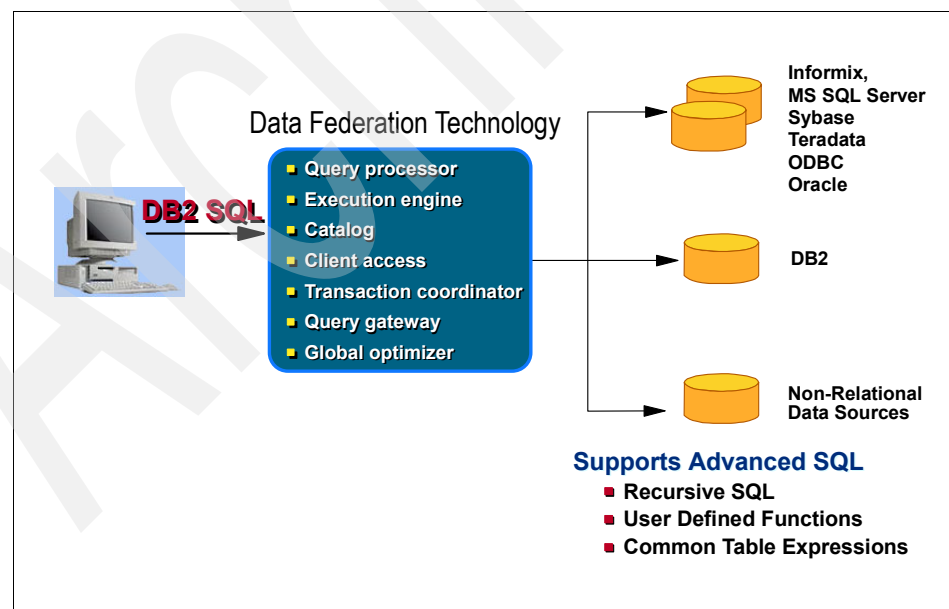 Data Federation Technology
DB2 SQL
Query processor
Execution engine
Catalog
Client access
Transaction coordinator
Query gateway
Global optimizer
Informix,
MS SQL Server
Sybase
Teradata
ODBC
Oracle
DB2
Non-Relational
Data Sources
Supports Advanced SQL
Recursive SQL
User Defined Functions
Common Table Expressions